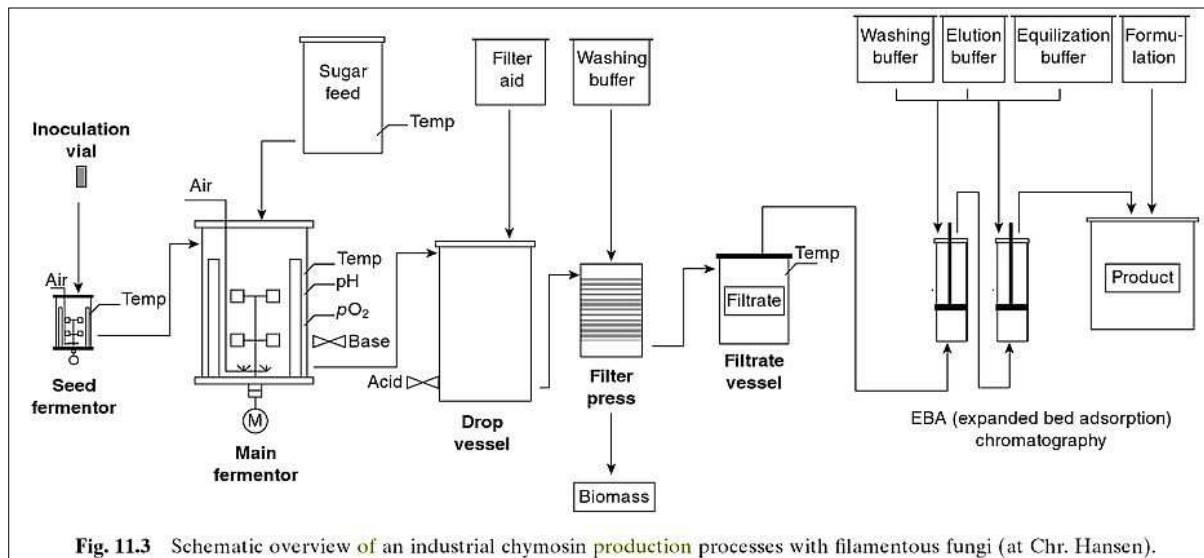 Inoculation
vial
Air
Temp
Seed
fermentor
Sugar
feed
Temp
Air
Temp
pH
pO2
Base
M
Main
fermentor
Filter
aid
Acid
Drop
vessel
Washing
buffer
Filter
press
Biomass
Temp
Filtrate
Filtrate
vessel
Washing
buffer
Elution
buffer
Equilization
buffer
Formu-
lation
Product
EBA (expanded bed adsorption)
chromatography
Fig. 11.3 Schematic overview of an industrial chymosin production processes with filamentous fungi (at Chr. Hansen).